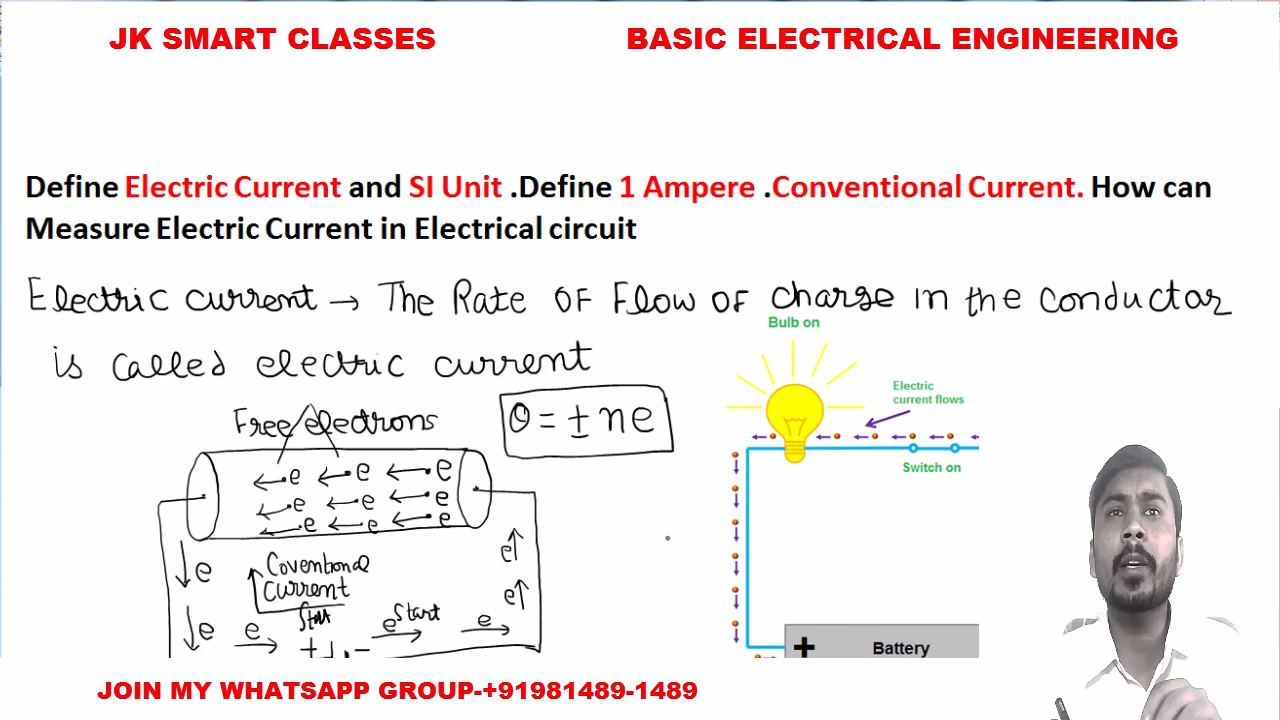 JK SMART CLASSES
BASIC ELECTRICAL ENGINEERING
Define Electric Current and SI Unit .Define 1 Ampere .Conventional Current. How can
Measure Electric Current in Electrical circuit
Electric current → The Rate OF Flow OF charge in the conductor
is called electric current
Free electrons
θ = ± ne
← e ← e ← e
← e ← e ← e
← e ← e ← e
↓ e
Coventional
current
e ↑
Start
↓ e
e →
+ -
e Start →
e →
e ↑
Bulb on
Electric
current flows
Switch on
+ Battery
JOIN MY WHATSAPP GROUP-+91981489-1489